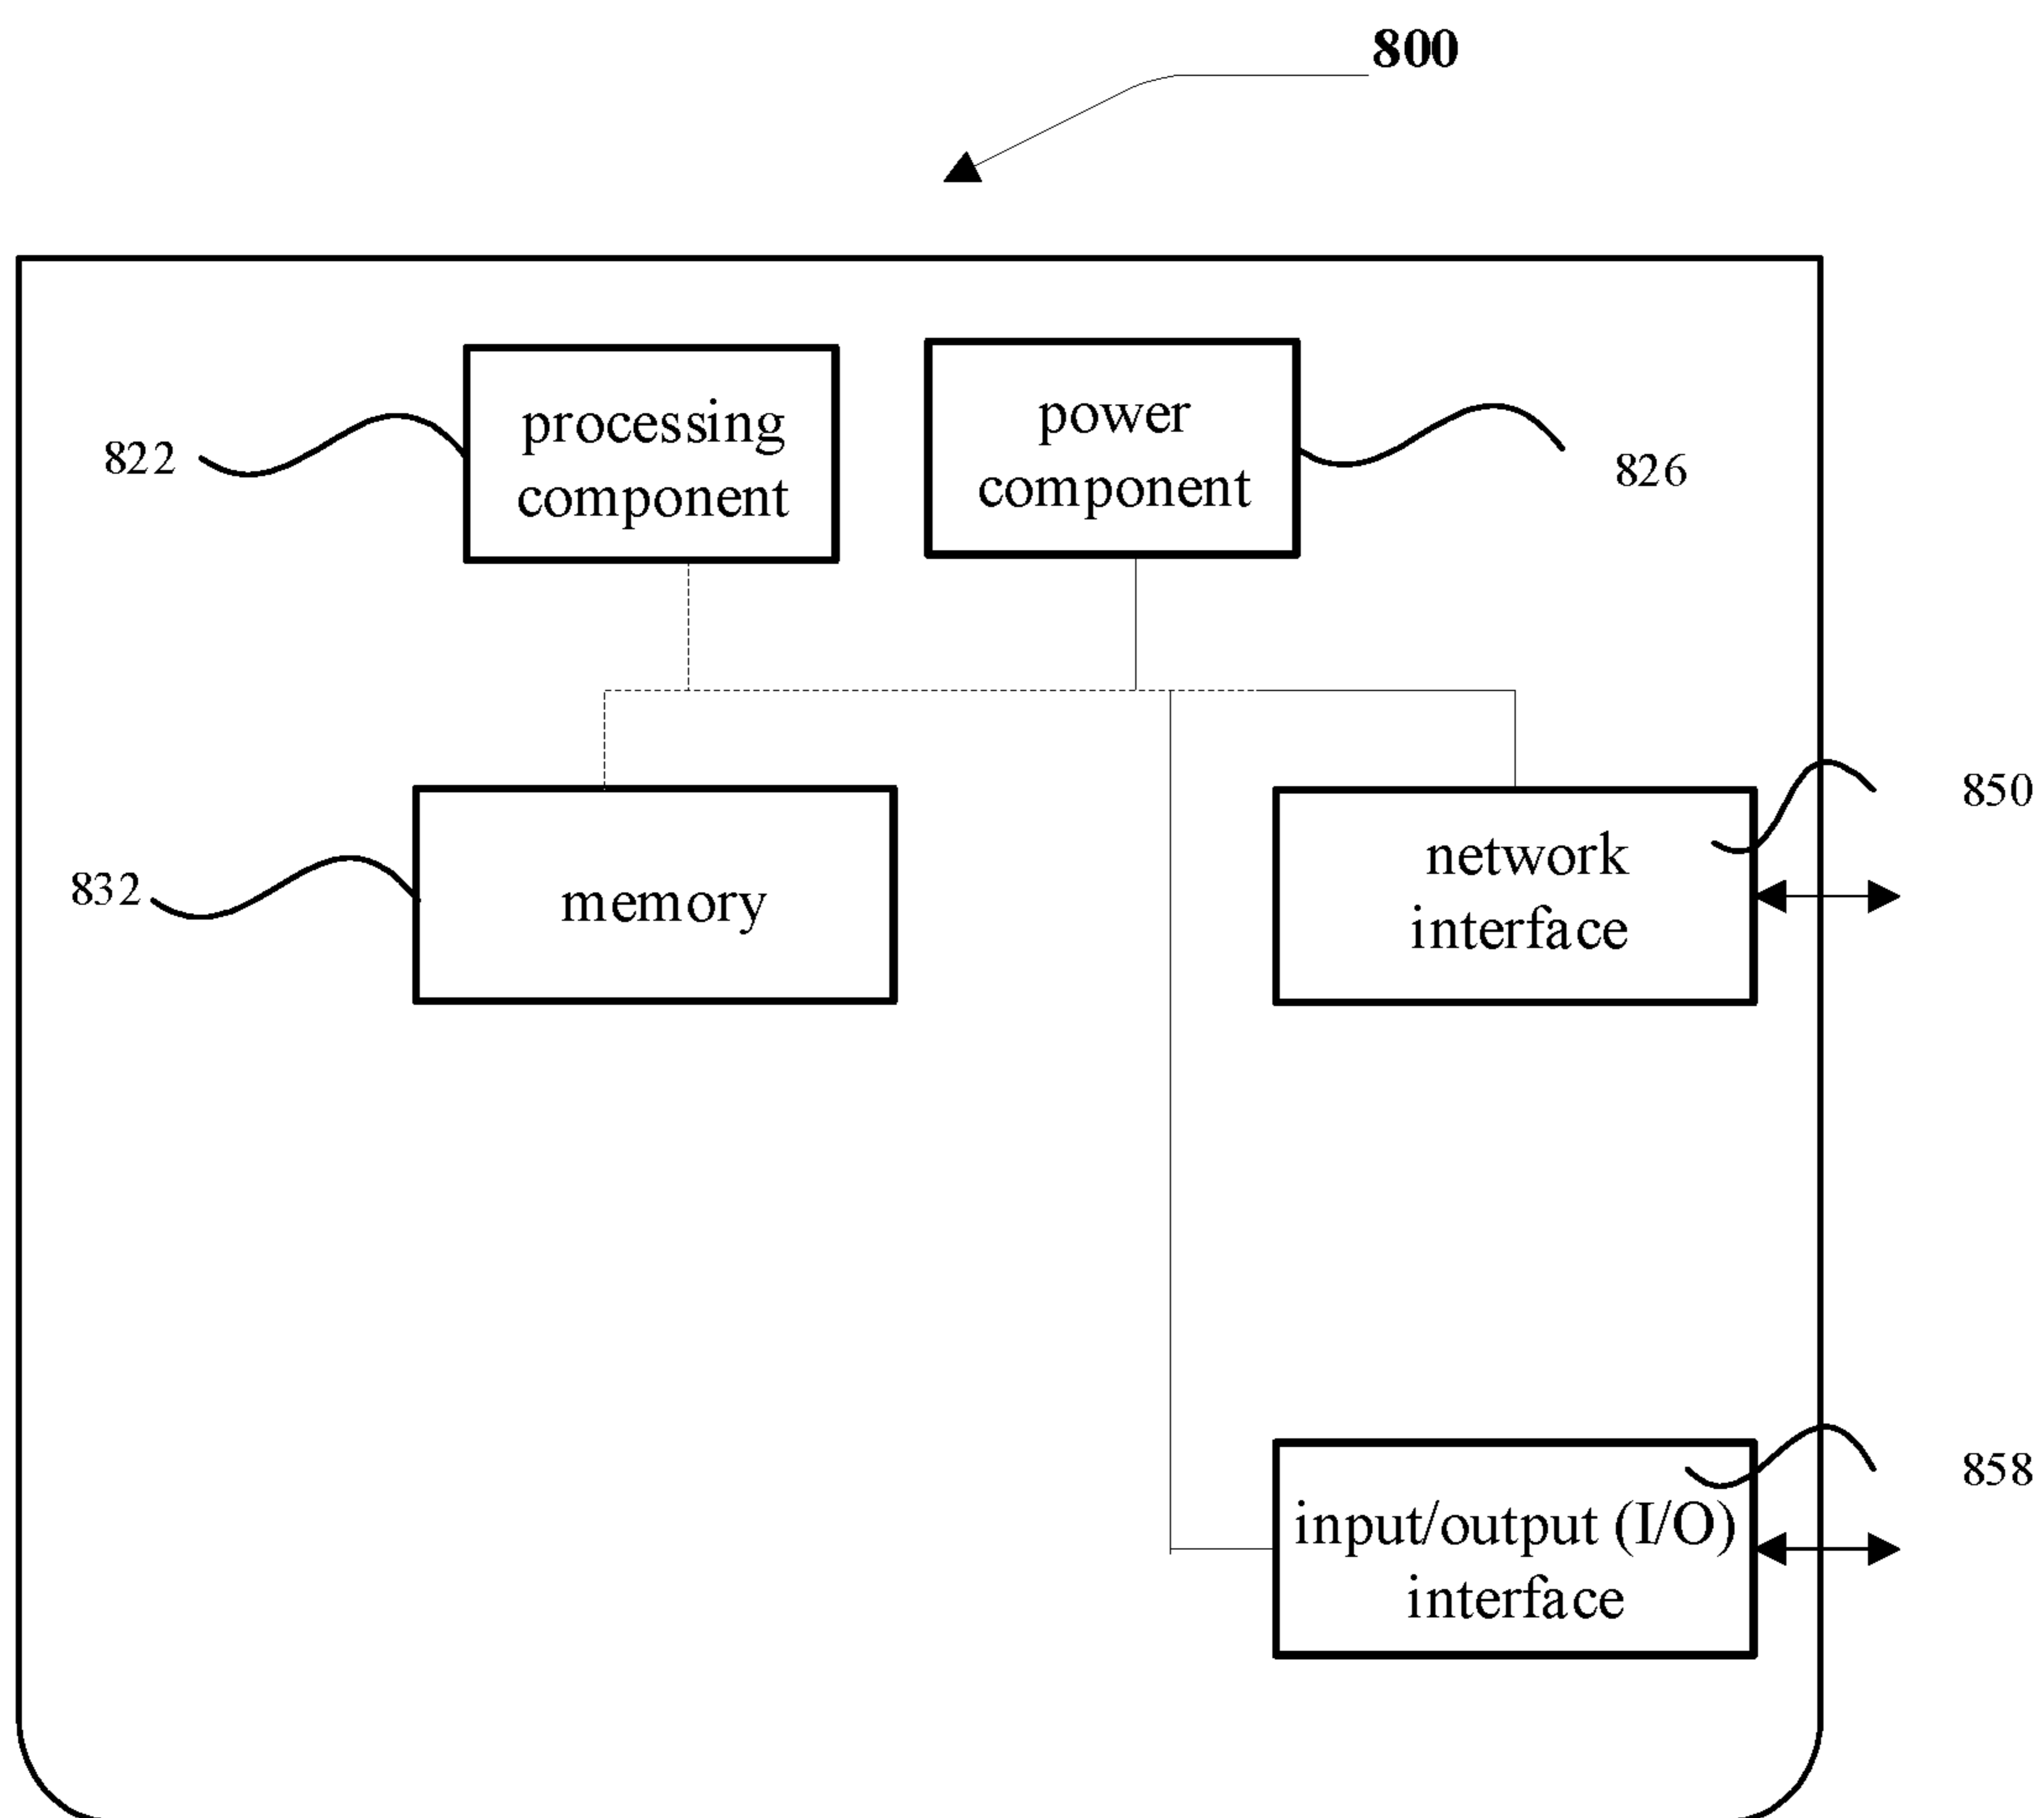 800
processing
component
power
component
822
826
850
832
memory
network
interface
858
input/output (I/O)
interface